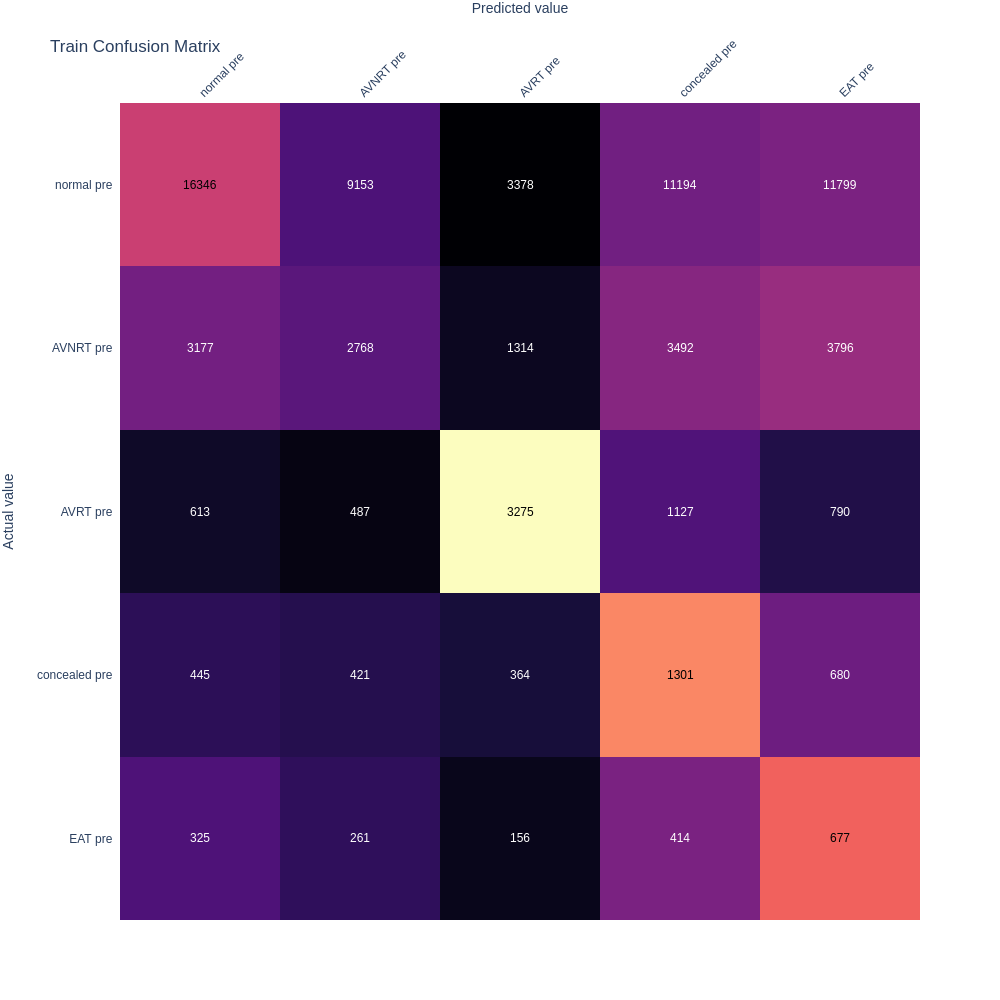 Predicted value
Train Confusion Matrix
normal pre AVNRT pre AVRT pre concealed pre EAT pre
normal pre 16346 9153 3378 11194 11799
AVNRT pre 3177 2768 1314 3492 3796
AVRT pre 613 487 3275 1127 790
Actual value
concealed pre 445 421 364 1301 680
EAT pre 325 261 156 414 677